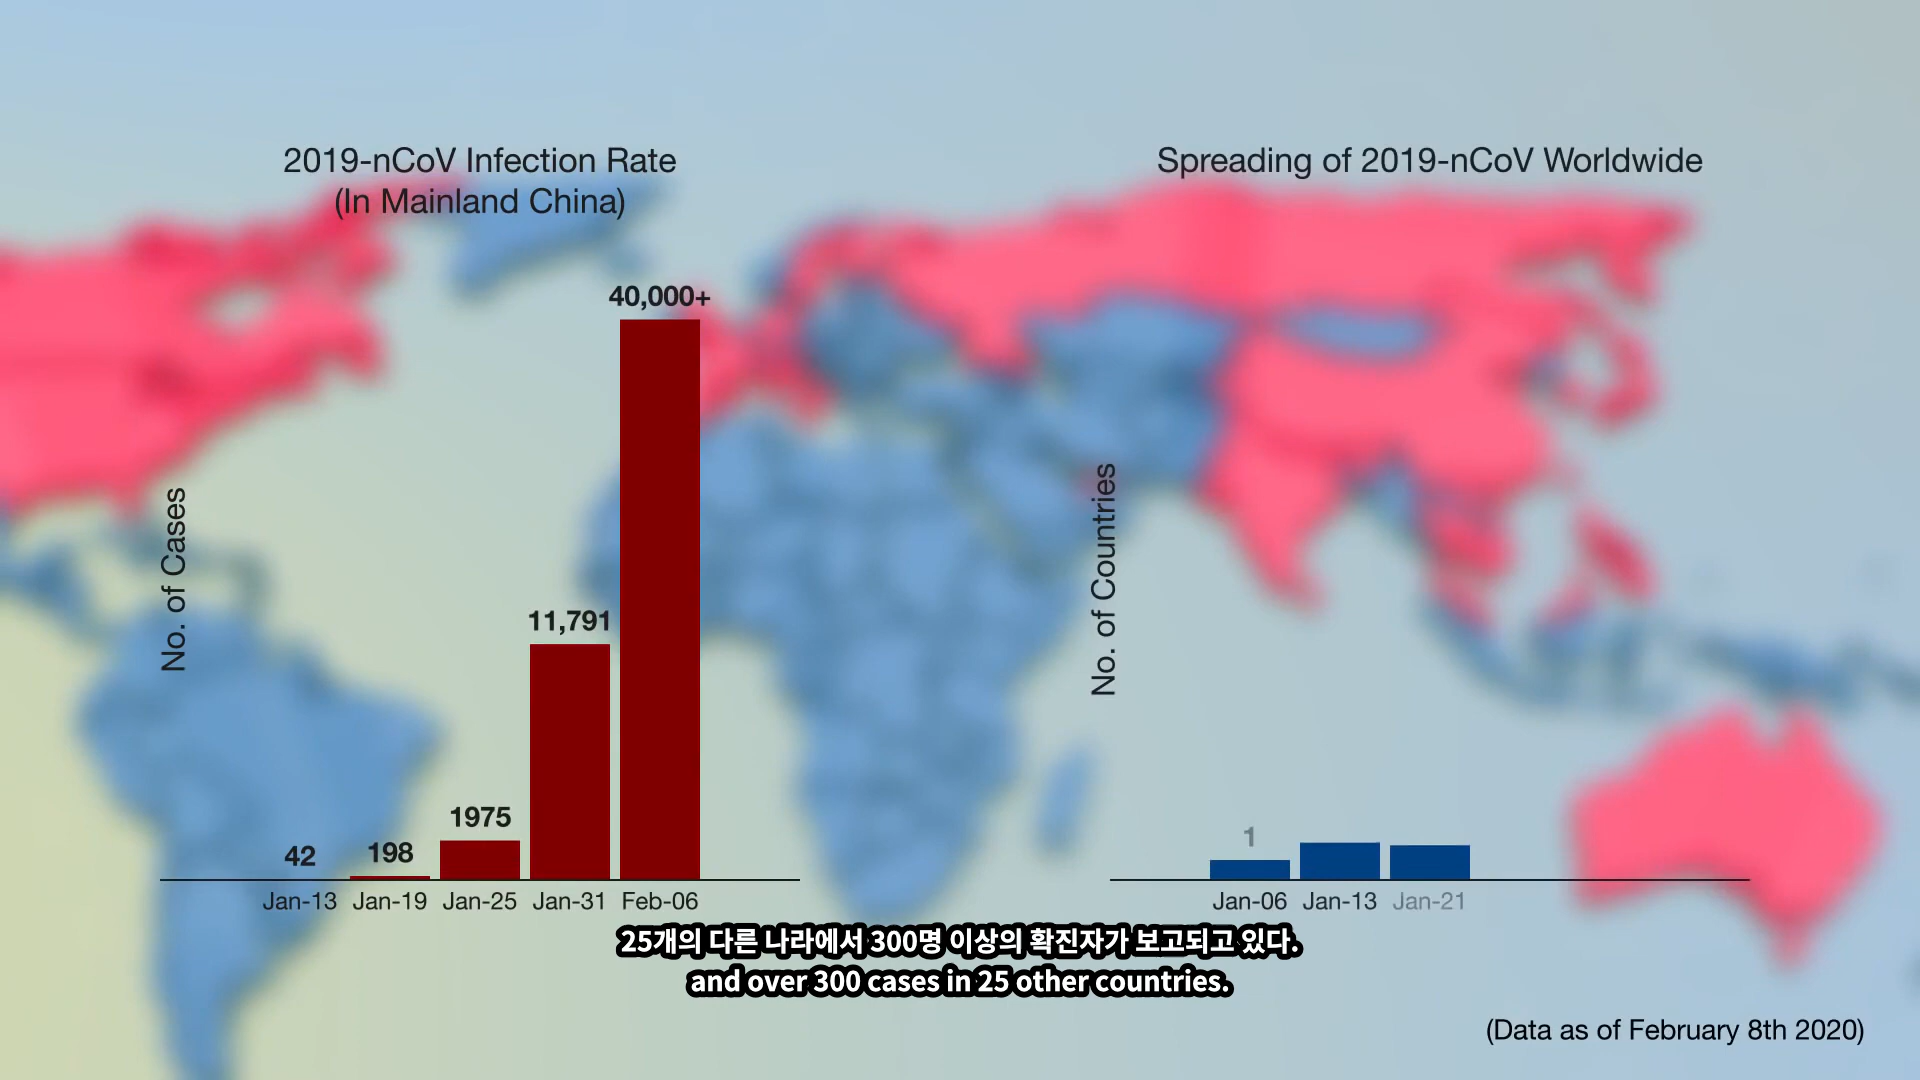 2019-nCoV Infection Rate
(In Mainland China)
No. of Cases
42
198
1975
11,791
40,000+
Jan-13 Jan-19 Jan-25 Jan-31 Feb-06
Spreading of 2019-nCoV Worldwide
No. of Countries
1
Jan-06 Jan-13 Jan-21
25개의 다른 나라에서 300명 이상의 확진자가 보고되고 있다.
and over 300 cases in 25 other countries.
(Data as of February 8th 2020)